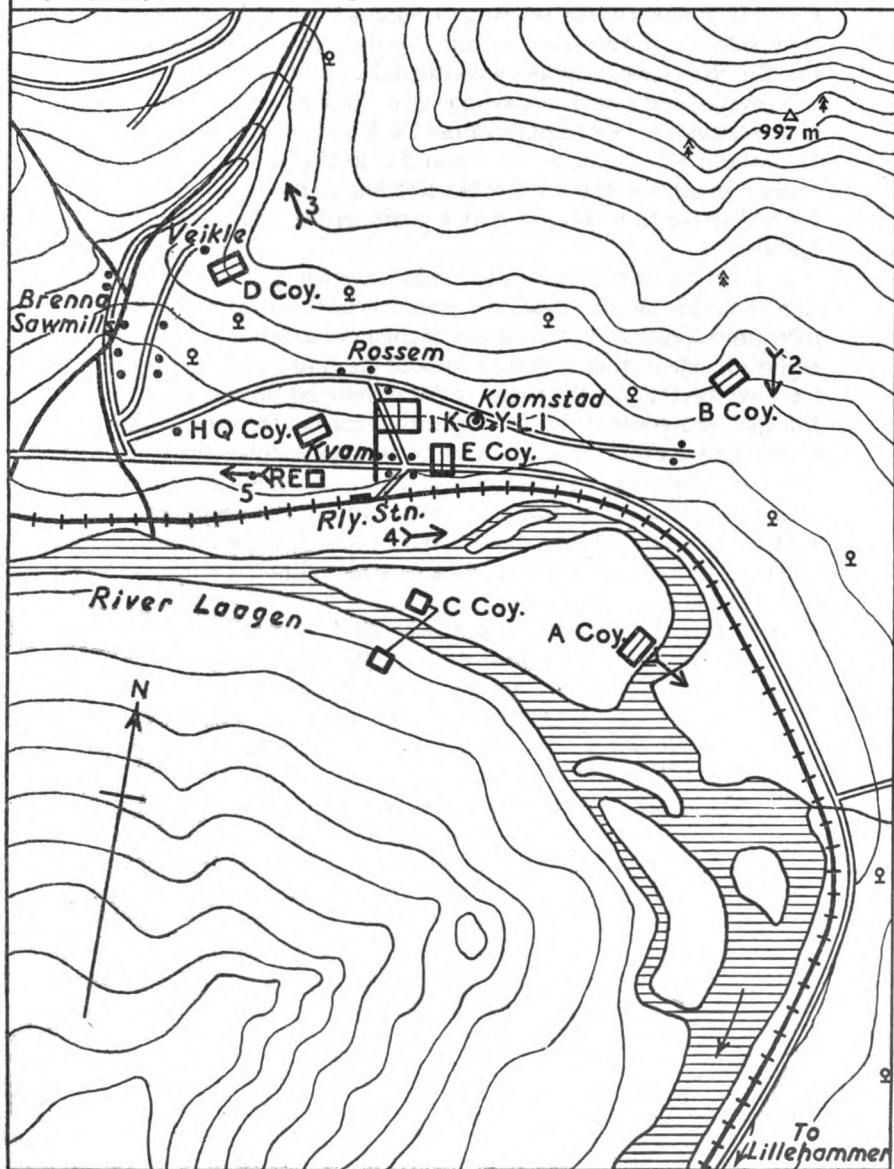 997 m
3
Veikle
D Coy.
Brenna
Sawmills
2
Rossem
B Coy.
Klomstad
1 K O Y L I
HQ Coy.
Kvam
E Coy.
RE
5
Rly. Stn.
4
River Laagen
C Coy.
A Coy.
N
To
Lillehammer